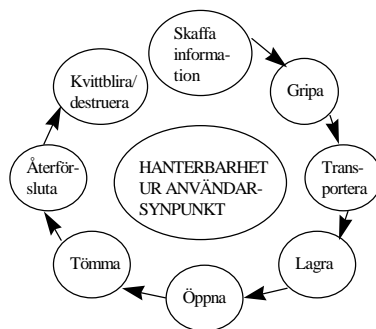 Skaffa
informa-
tion
Gripa
Trans-
portera
Lagra
Öppna
Tömma
Återför-
sluta
Kvittblira/
destruera
HANTERBARHET
UR ANVÄNDAR-
SYNPUNKT